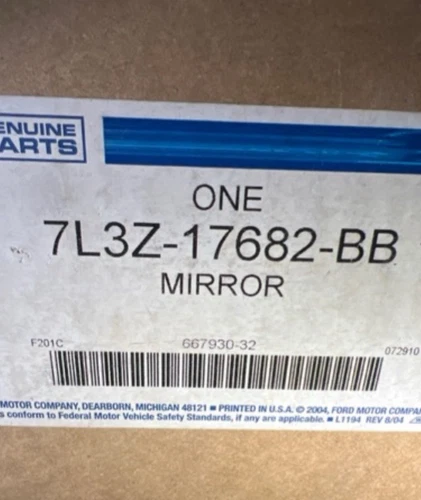 ENUINE
ARTS
ONE
7L3Z-17682-BB
MIRROR
F201C
667930-32
072910
MOTOR COMPANY, DEARBORN, MICHIGAN 48121 ■ PRINTED IN U.S.A. © 2004, FORD MOTOR COMPA
s conform to Federal Motor Vehicle Safety Standards, if any are applicable. ■ L1194 REV 8/04